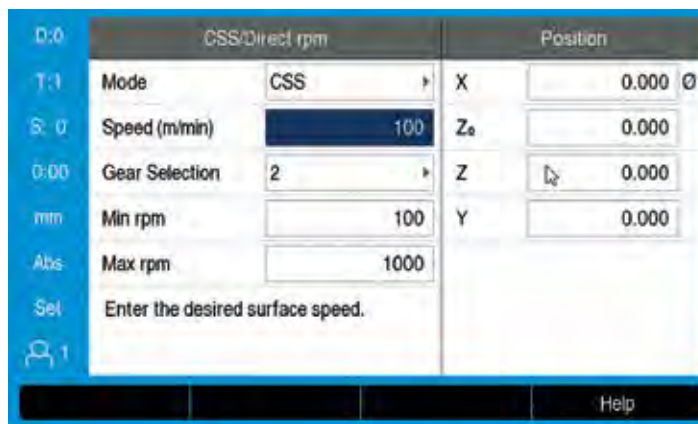 D:0
T:1
S: 0
0:00
mm
Abs
Set
1
CSS/Direct rpm
Mode CSS
Speed (m/min) 100
Gear Selection 2
Min rpm 100
Max rpm 1000
Enter the desired surface speed.
Position
X 0.000 Ø
Z₀ 0.000
Z 0.000
Y 0.000
Help